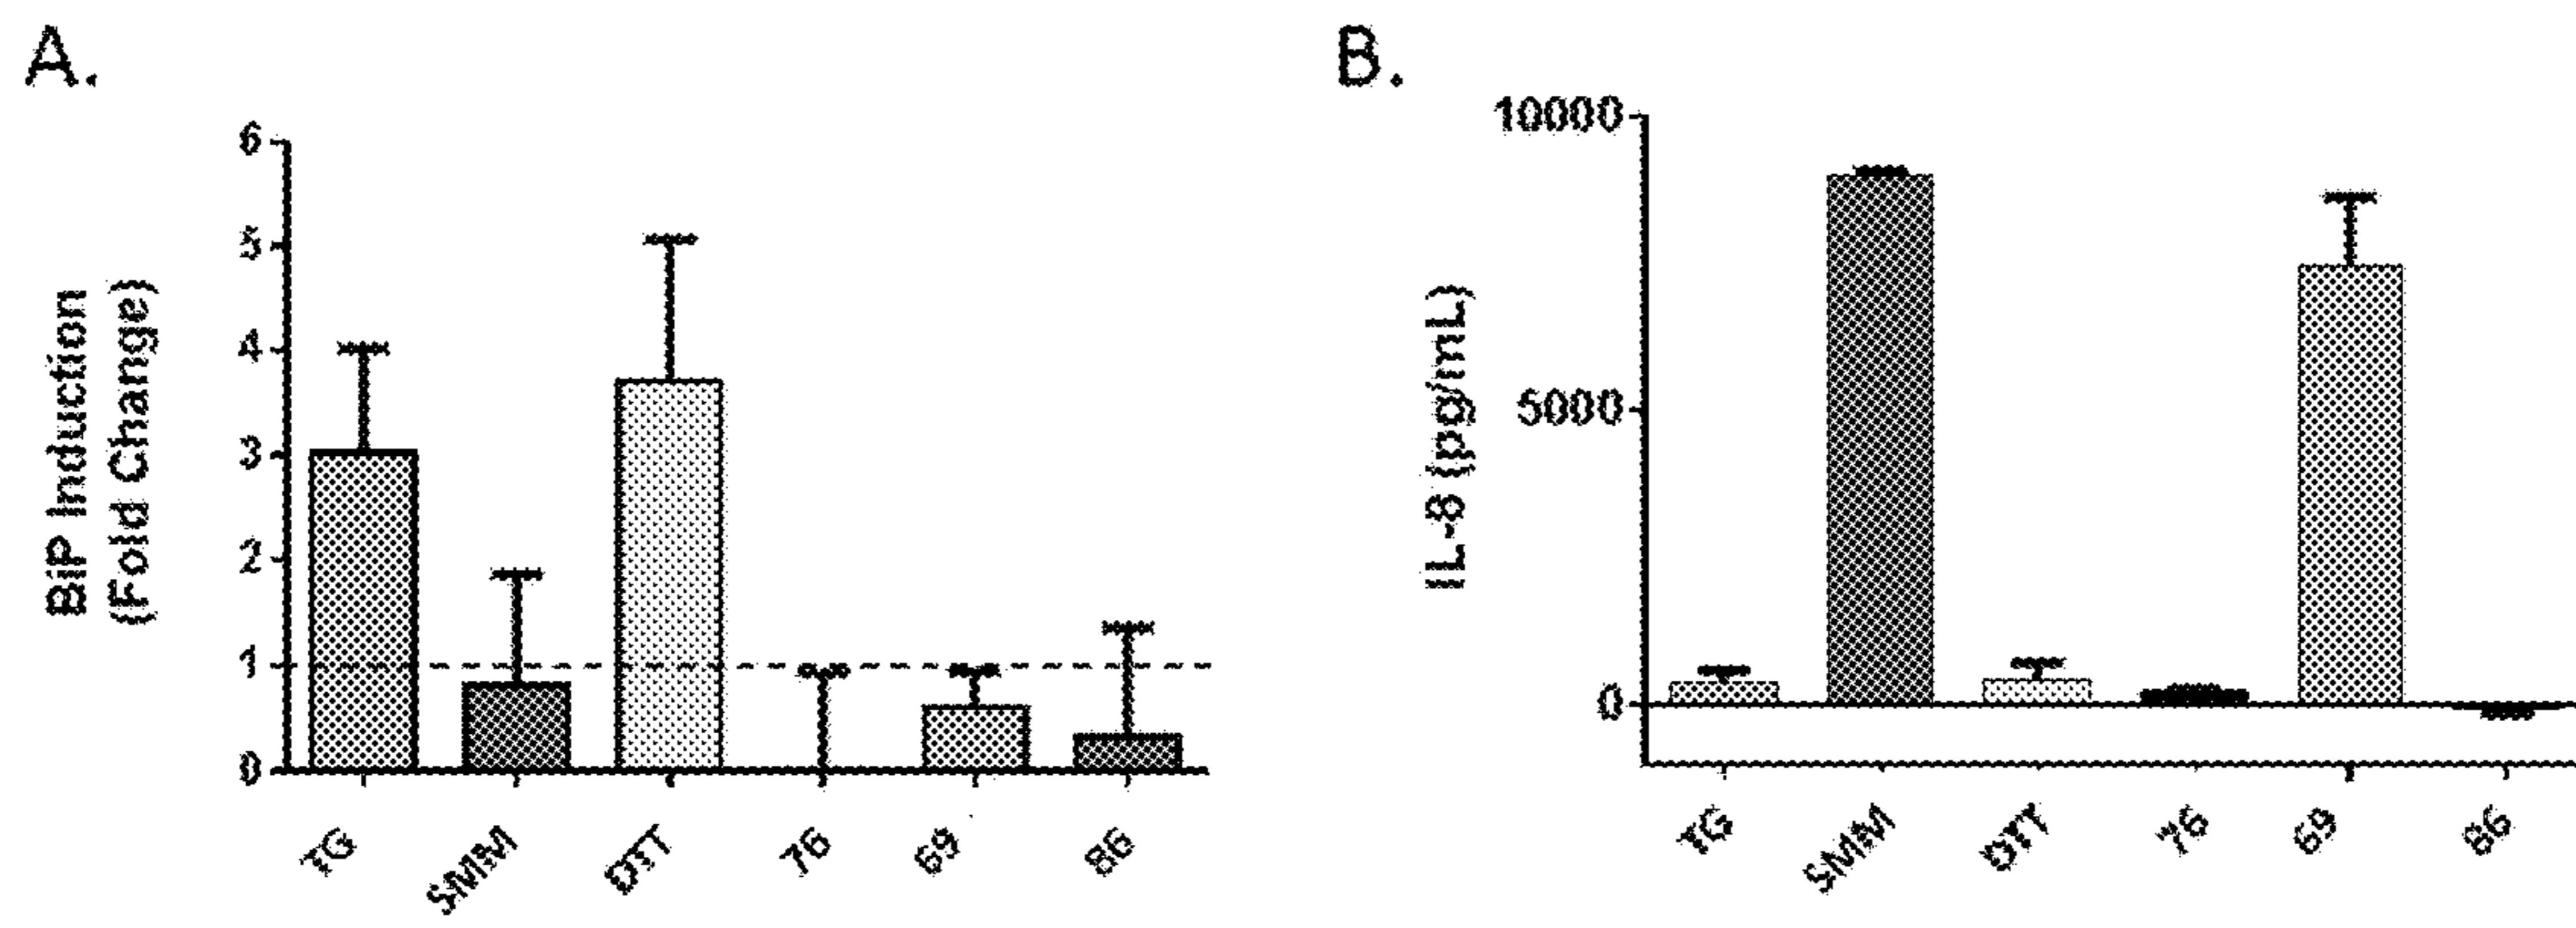 A.
BiP Induction
(Fold Change)
6
5
4
3
2
1
0
TG
SMM
DTT
76
69
86
B.
IL-8 (pg/mL)
10000
5000
0
TG
SMM
DTT
76
69
86